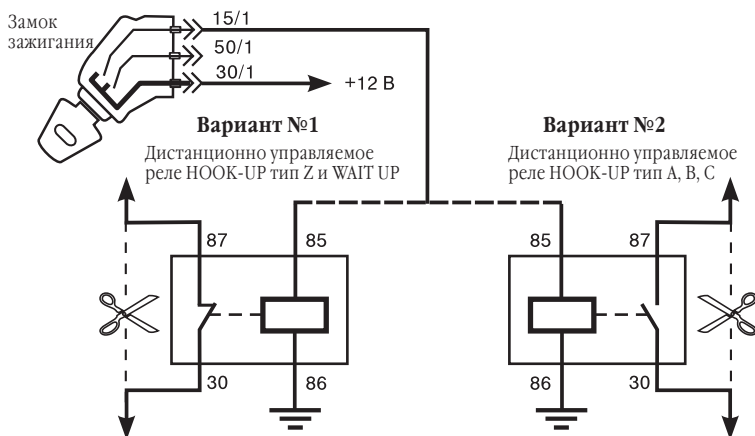 Замок
зажигания
15/1
50/1
30/1
+12 В
Вариант №1
Дистанционно управляемое
реле HOOK-UP тип Z и WAIT UP
Вариант №2
Дистанционно управляемое
реле HOOK-UP тип A, B, C
87
85
30
86
85
87
86
30